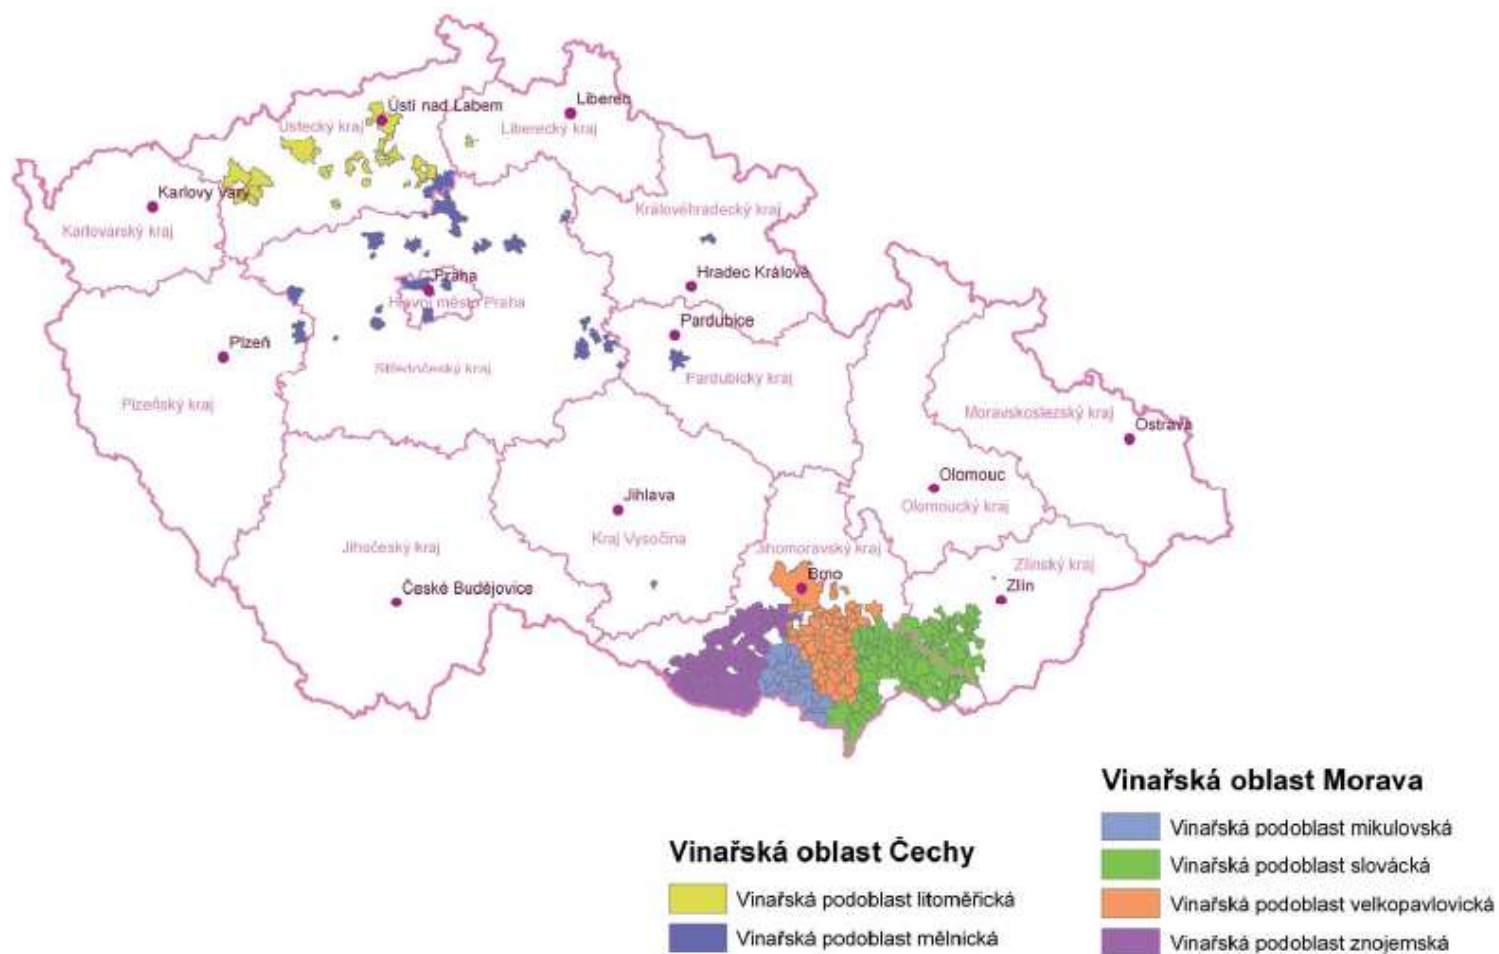 Ústí nad Labem
Liberec
Ústecký kraj
Liberecký kraj
Karlovy Vary
Karlovarský kraj
Královéhradecký kraj
Praha
Hradec Králové
Hlavní město Praha
Pardubice
Plzeň
Středočeský kraj
Pardubický kraj
Plzeňský kraj
Moravskoslezský kraj
Ostrava
Olomouc
Jihlava
Olomoucký kraj
Kraj Vysočina
Jihočeský kraj
Jihomoravský kraj
Zlínský kraj
Brno
České Budějovice
Zlín
Vinařská oblast Čechy
Vinařská podoblast litoměřická
Vinařská podoblast mělnická
Vinařská oblast Morava
Vinařská podoblast mikulovská
Vinařská podoblast slovácká
Vinařská podoblast velkopavlovická
Vinařská podoblast znojemská